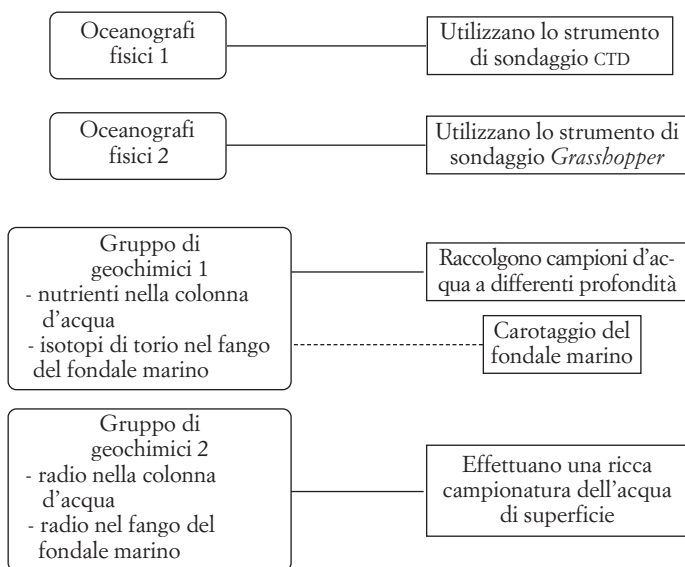 Oceanografi
fisici 1
Utilizzano lo strumento
di sondaggio CTD
Oceanografi
fisici 2
Utilizzano lo strumento di
sondaggio Grasshopper
Gruppo di
geochimici 1
- nutrienti nella colonna
d'acqua
- isotopi di torio nel fango
del fondale marino
Raccolgono campioni d'ac-
qua a differenti profondità
Carotaggio del
fondale marino
Gruppo di
geochimici 2
- radio nella colonna
d'acqua
- radio nel fango del
fondale marino
Effettuano una ricca
campionatura dell'acqua
di superficie